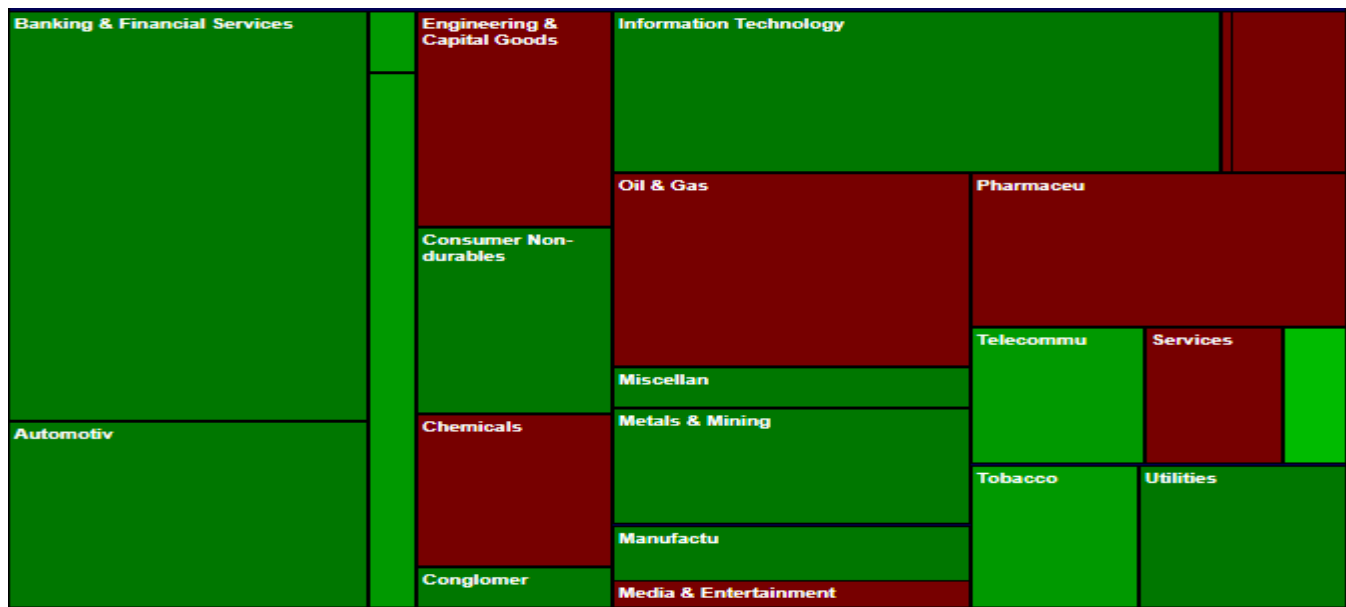 Banking & Financial Services
Automotiv
Engineering &
Capital Goods
Consumer Non-
durables
Chemicals
Conglomer
Information Technology
Oil & Gas
Miscellan
Metals & Mining
Manufactu
Media & Entertainment
Pharmaceu
Telecommu
Services
Tobacco
Utilities